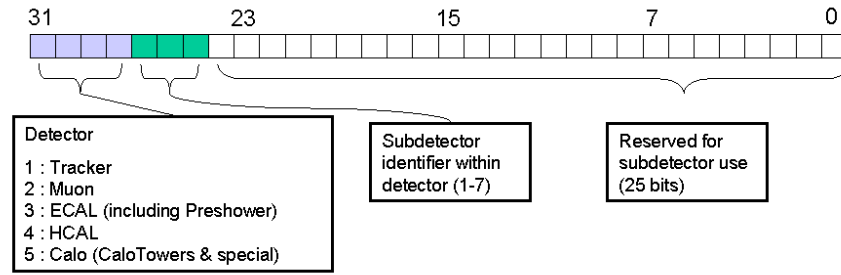 31 23 15 7 0
Detector
1 : Tracker
2 : Muon
3 : ECAL (including Preshower)
4 : HCAL
5 : Calo (CaloTowers & special)
Subdetector
identifier within
detector (1-7)
Reserved for
subdetector use
(25 bits)